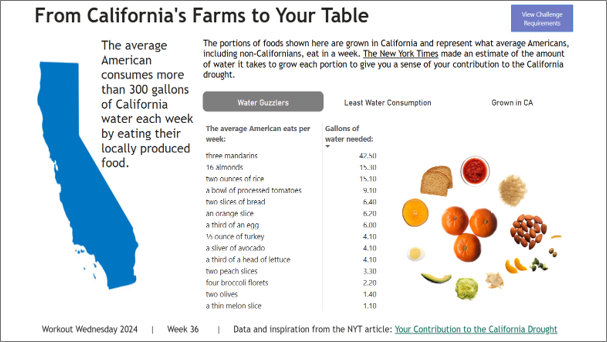 From California's Farms to Your Table
View Challenge
Requirements
The average
American
consumes more
than 300 gallons
of California
water each week
by eating their
locally produced
food.
The portions of foods shown here are grown in California and represent what average Americans,
including non-Californians, eat in a week. The New York Times made an estimate of the amount
of water it takes to grow each portion to give you a sense of your contribution to the California
drought.
Water Guzzlers Least Water Consumption Grown in CA
The average American eats per Gallons of
week: water needed:
three mandarins 42.50
16 almonds 15.30
two ounces of rice 15.10
a bowl of processed tomatoes 9.10
two slices of bread 6.40
an orange slice 6.20
a third of an egg 6.00
½ ounce of turkey 4.10
a sliver of avocado 4.10
a third of a head of lettuce 4.10
two peach slices 3.30
four broccoli florets 2.20
two olives 1.40
a thin melon slice 1.10
Workout Wednesday 2024 | Week 36 | Data and inspiration from the NYT article: Your Contribution to the California Drought